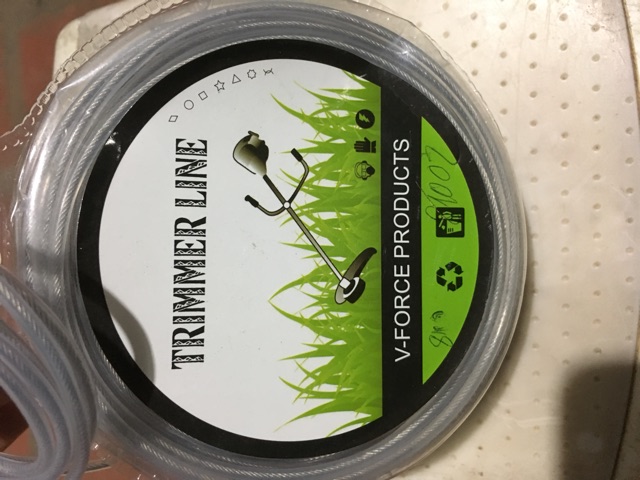 TRIMMER LINE
V-FORCE PRODUCTS